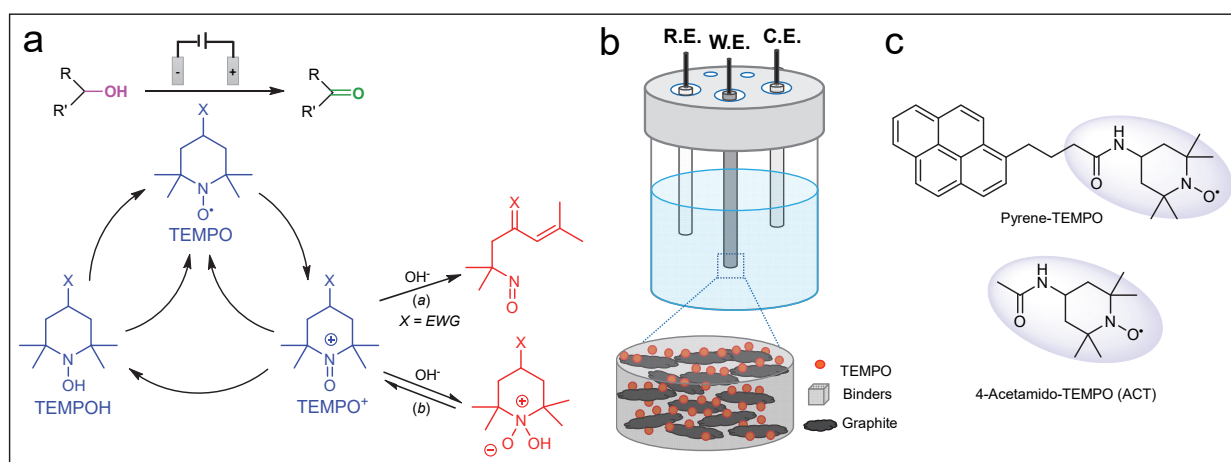 a
R
OH
R'
-
+
R
O
R'
X
N
O•
TEMPO
X
N
OH
TEMPOH
X
⊕
N
O
TEMPO⁺
OH⁻
(a)
X = EWG
X
N
O
OH⁻
(b)
X
⊕
N
O
OH
⊖
b
R.E.
W.E.
C.E.
TEMPO
Binders
Graphite
c
H
N
O
N
O•
Pyrene-TEMPO
H
N
O
N
O•
4-Acetamido-TEMPO (ACT)